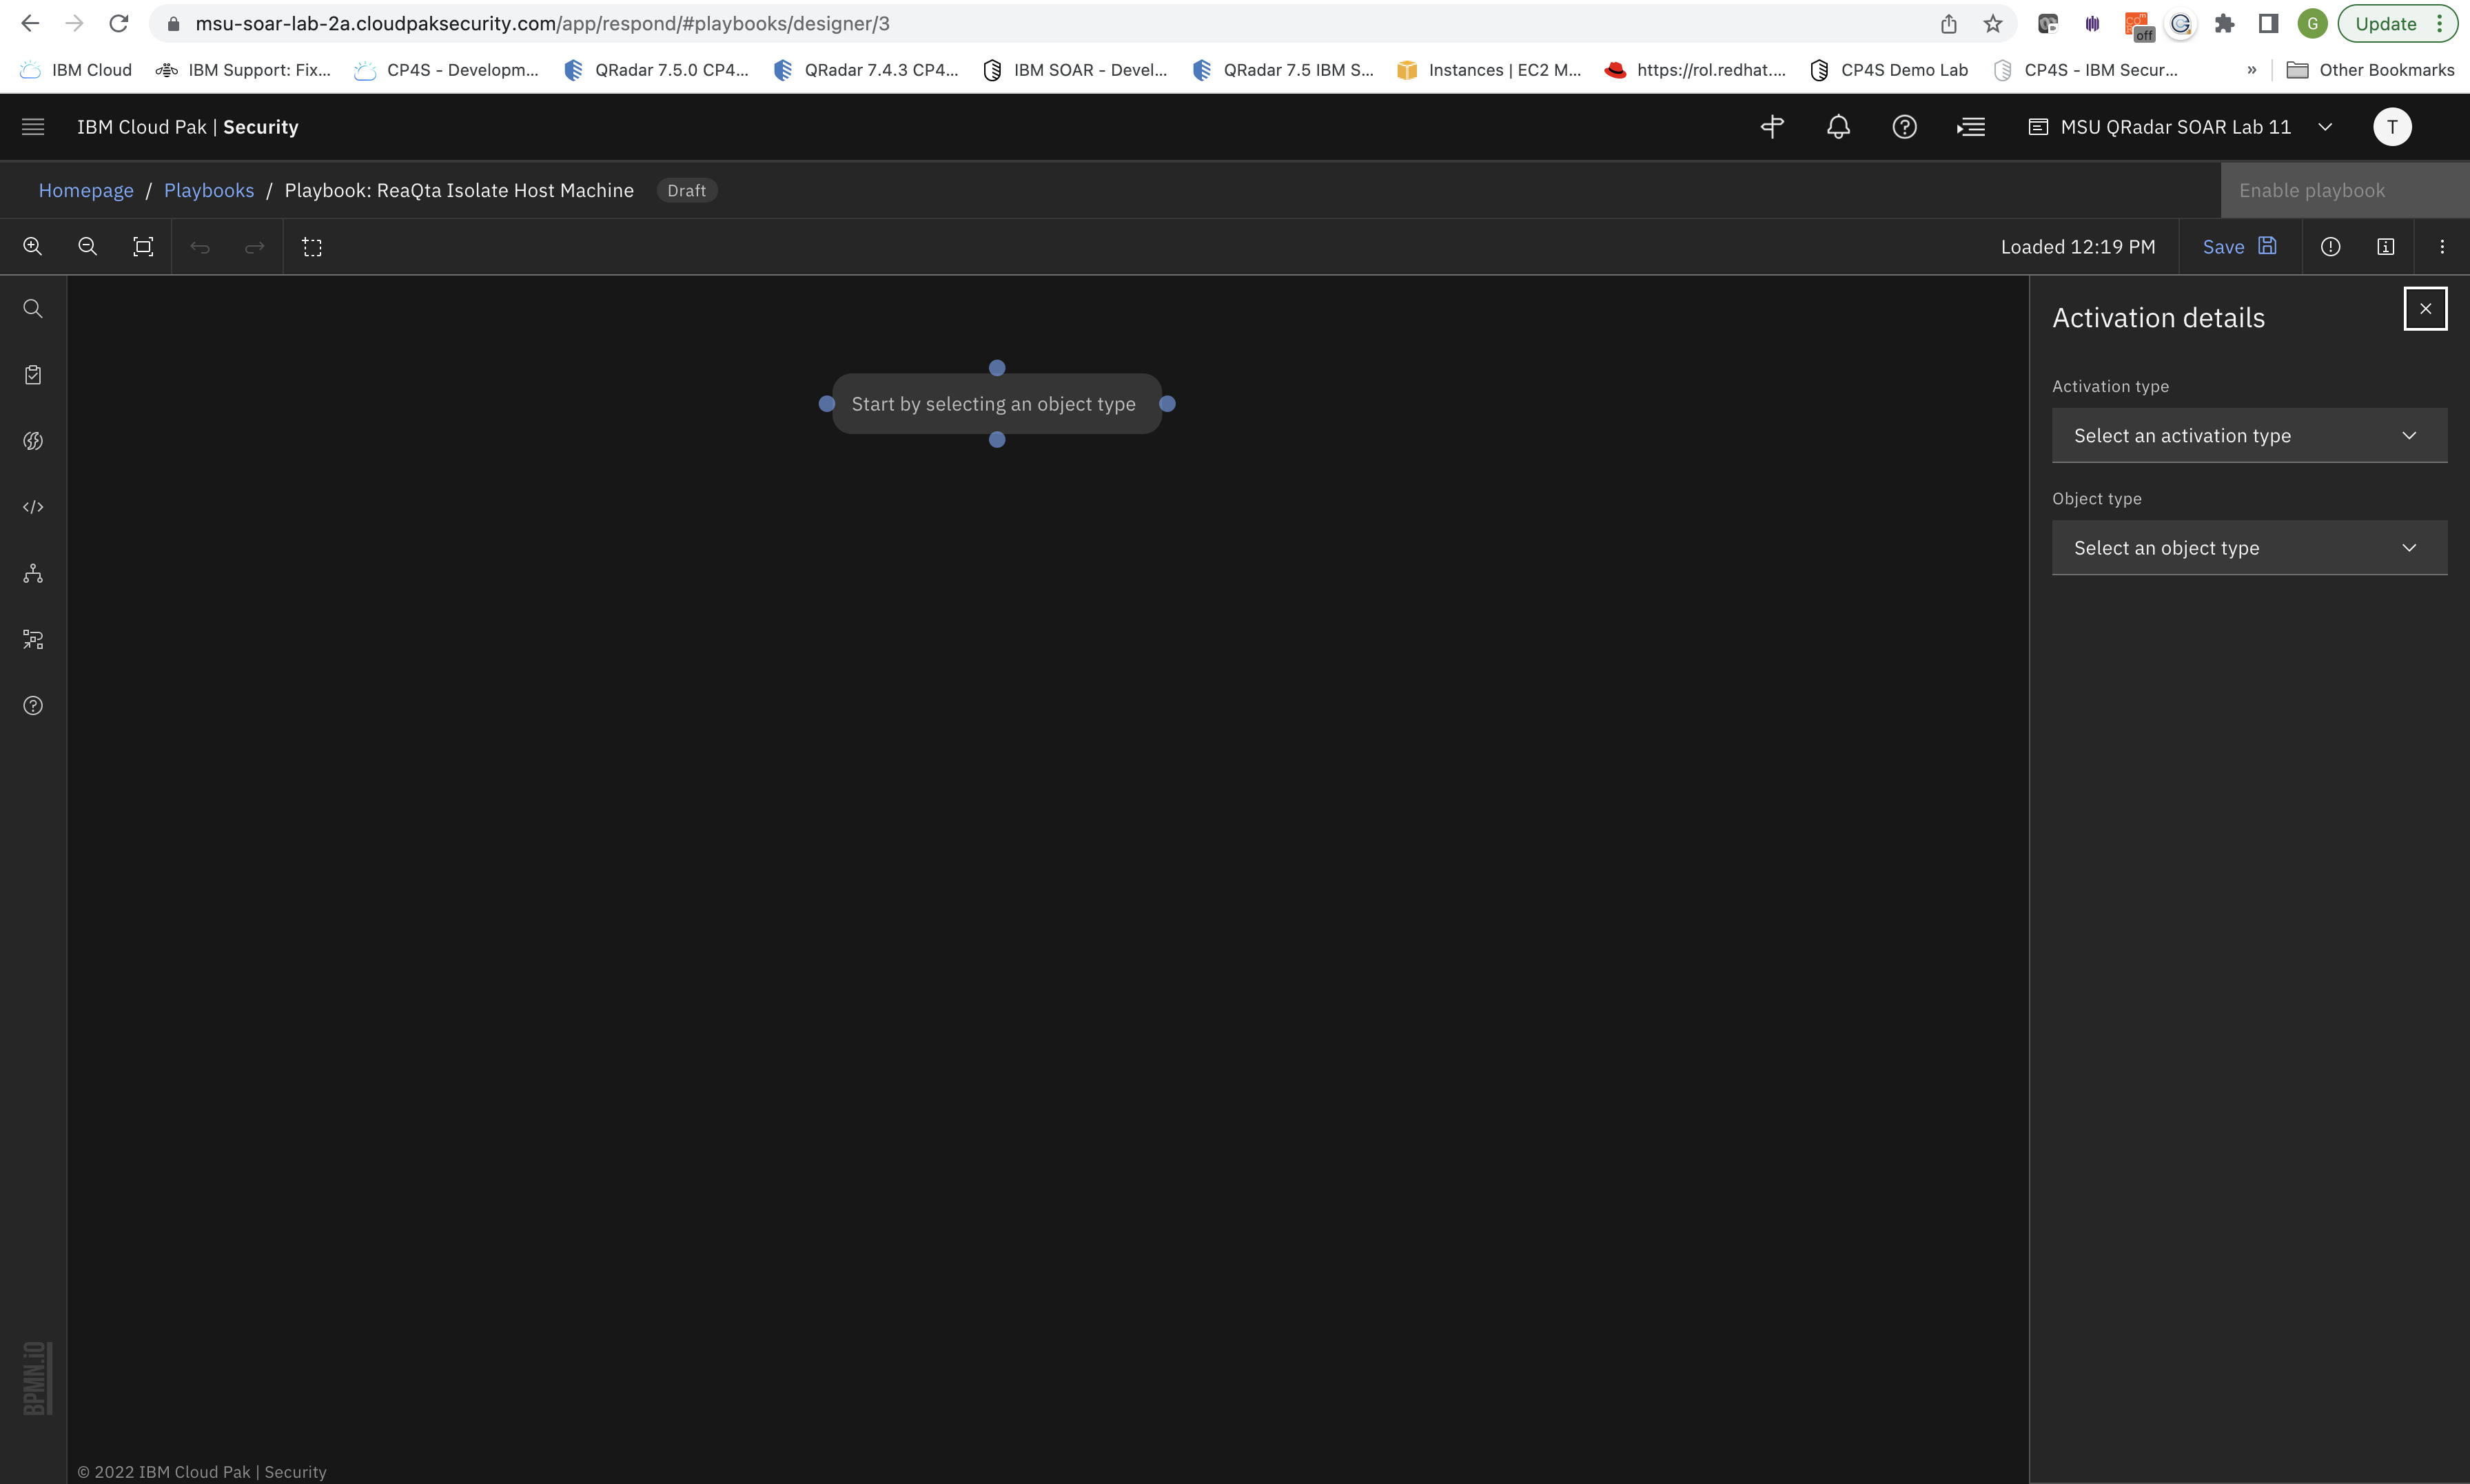 msu-soar-lab-2a.cloudpaksecurity.com/app/respond/#playbooks/designer/3
off
G
Update
IBM Cloud
IBM Support: Fix...
CP4S - Developm...
QRadar 7.5.0 CP4...
QRadar 7.4.3 CP4...
IBM SOAR - Devel...
QRadar 7.5 IBM S...
Instances | EC2 M...
https://rol.redhat....
CP4S Demo Lab
CP4S - IBM Secur...
»
Other Bookmarks
IBM Cloud Pak | Security
MSU QRadar SOAR Lab 11
T
Homepage / Playbooks / Playbook: ReaQta Isolate Host Machine
Draft
Enable playbook
Loaded 12:19 PM
Save
Activation details
Activation type
Select an activation type
Object type
Select an object type
Start by selecting an object type
BPMN.iO
© 2022 IBM Cloud Pak | Security